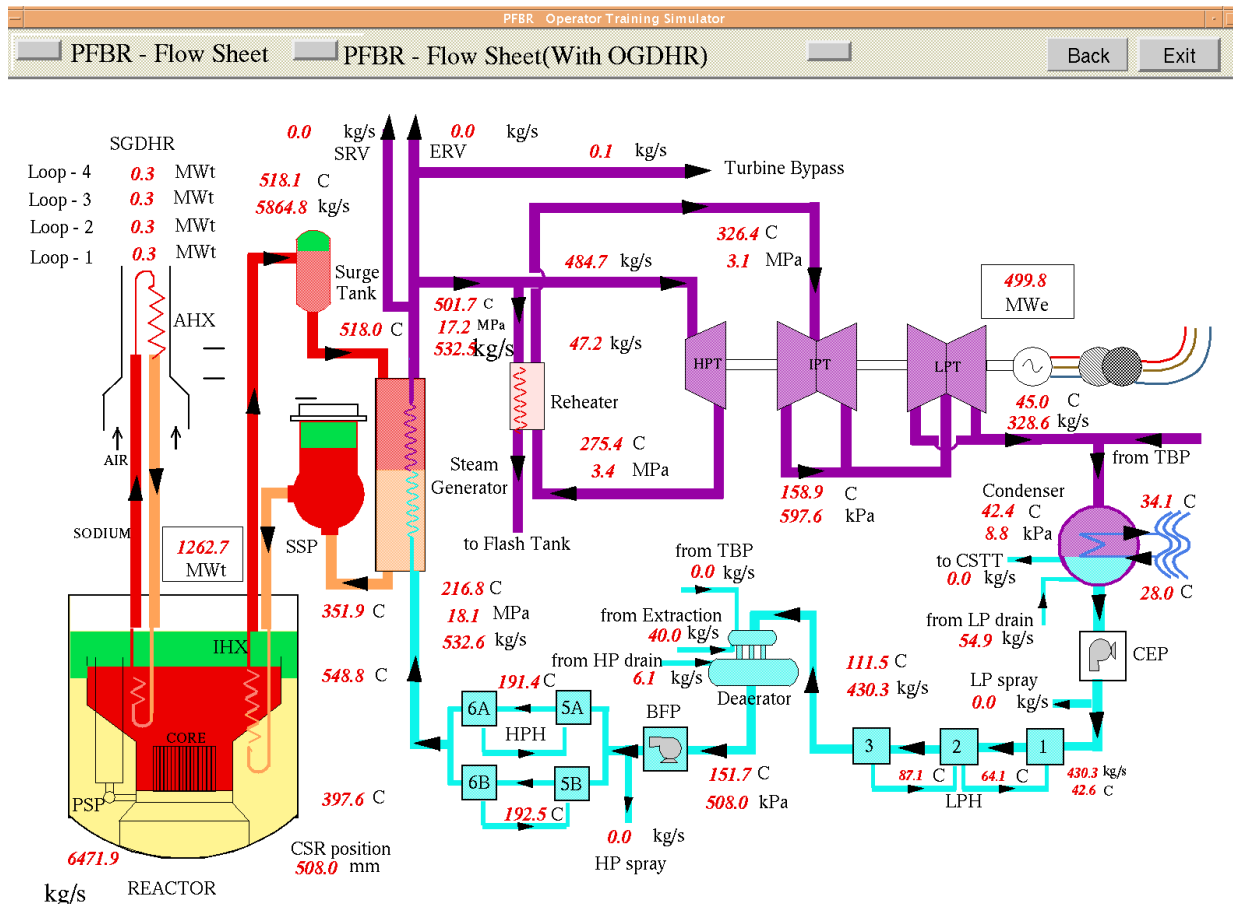 PFBR Operator Training Simulator
PFBR - Flow Sheet
PFBR - Flow Sheet(With OGDHR)
Back
Exit
SGDHR
Loop - 4 0.3 MWt
Loop - 3 0.3 MWt
Loop - 2 0.3 MWt
Loop - 1 0.3 MWt
0.0 kg/s
SRV
0.0 kg/s
ERV
0.1 kg/s
Turbine Bypass
518.1 C
5864.8 kg/s
Surge
Tank
518.0 C
501.7 C
17.2 MPa
532.5 kg/s
484.7 kg/s
326.4 C
3.1 MPa
499.8
MWe
AHX
47.2 kg/s
Reheater
HPT
IPT
LPT
45.0 C
328.6 kg/s
from TBP
275.4 C
3.4 MPa
Steam
Generator
to Flash Tank
158.9 C
597.6 kPa
AIR
SODIUM
SSP
1262.7
MWt
Condenser
42.4 C
8.8 kPa
34.1 C
28.0 C
to CSTT
0.0 kg/s
from LP drain
54.9 kg/s
CEP
LP spray
0.0 kg/s
351.9 C
216.8 C
18.1 MPa
532.6 kg/s
from TBP
0.0 kg/s
from Extraction
40.0 kg/s
from HP drain
6.1 kg/s
Deaerator
111.5 C
430.3 kg/s
IHX
548.8 C
191.4 C
6A
5A
HPH
6B
5B
192.5 C
BFP
151.7 C
508.0 kPa
0.0 kg/s
HP spray
3
2
1
87.1 C
64.1 C
LPH
430.3 kg/s
42.6 C
CORE
PSP
397.6 C
CSR position
508.0 mm
6471.9
kg/s
REACTOR